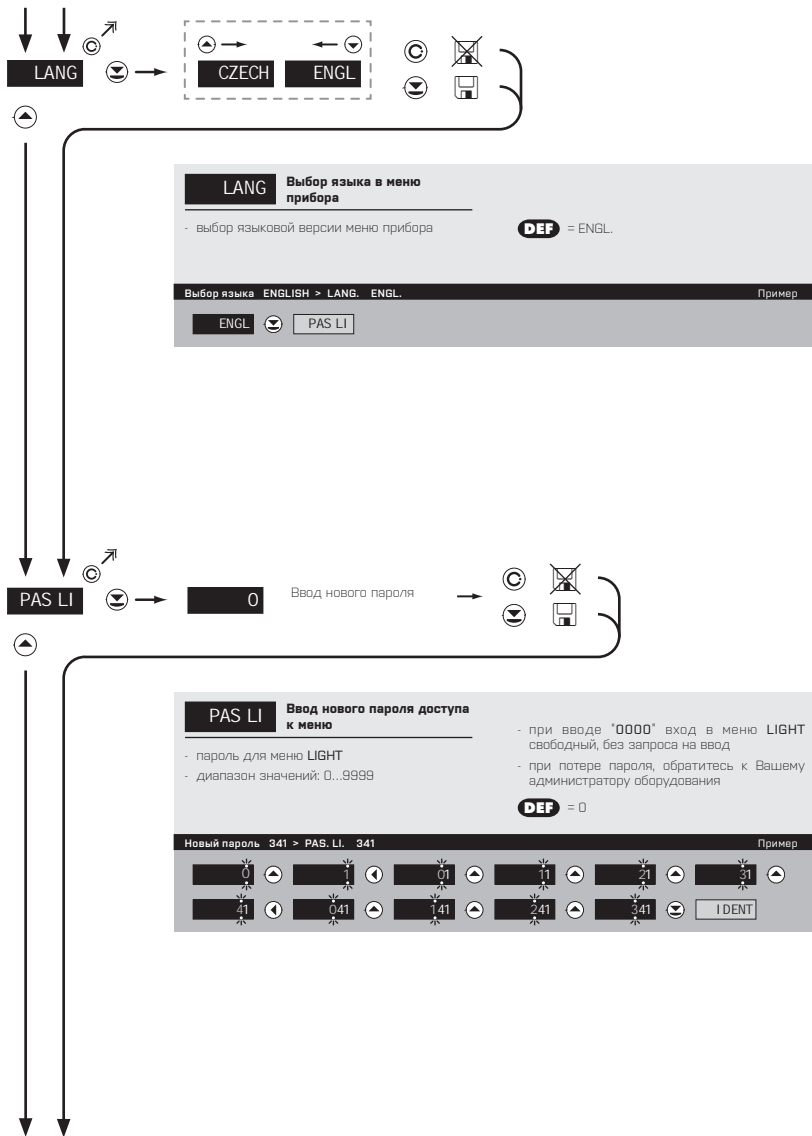 LANG
CZECH ENGL
LANG
Выбор языка в меню
прибора
- выбор языковой версии меню прибора
DEF = ENGL.
Выбор языка ENGLISH > LANG. ENGL. Пример
ENGL PAS LI
PAS LI 0 Ввод нового пароля
PAS LI
Ввод нового пароля доступа
к меню
- пароль для меню LIGHT
- диапазон значений: 0...9999
- при вводе "0000" вход в меню LIGHT
свободный, без запроса на ввод
- при потере пароля, обратитесь к Вашему
администратору оборудования
DEF = 0
Новый пароль 341 > PAS. LI. 341 Пример
0 1 01 11 21 31
41 041 141 241 341 IDENT